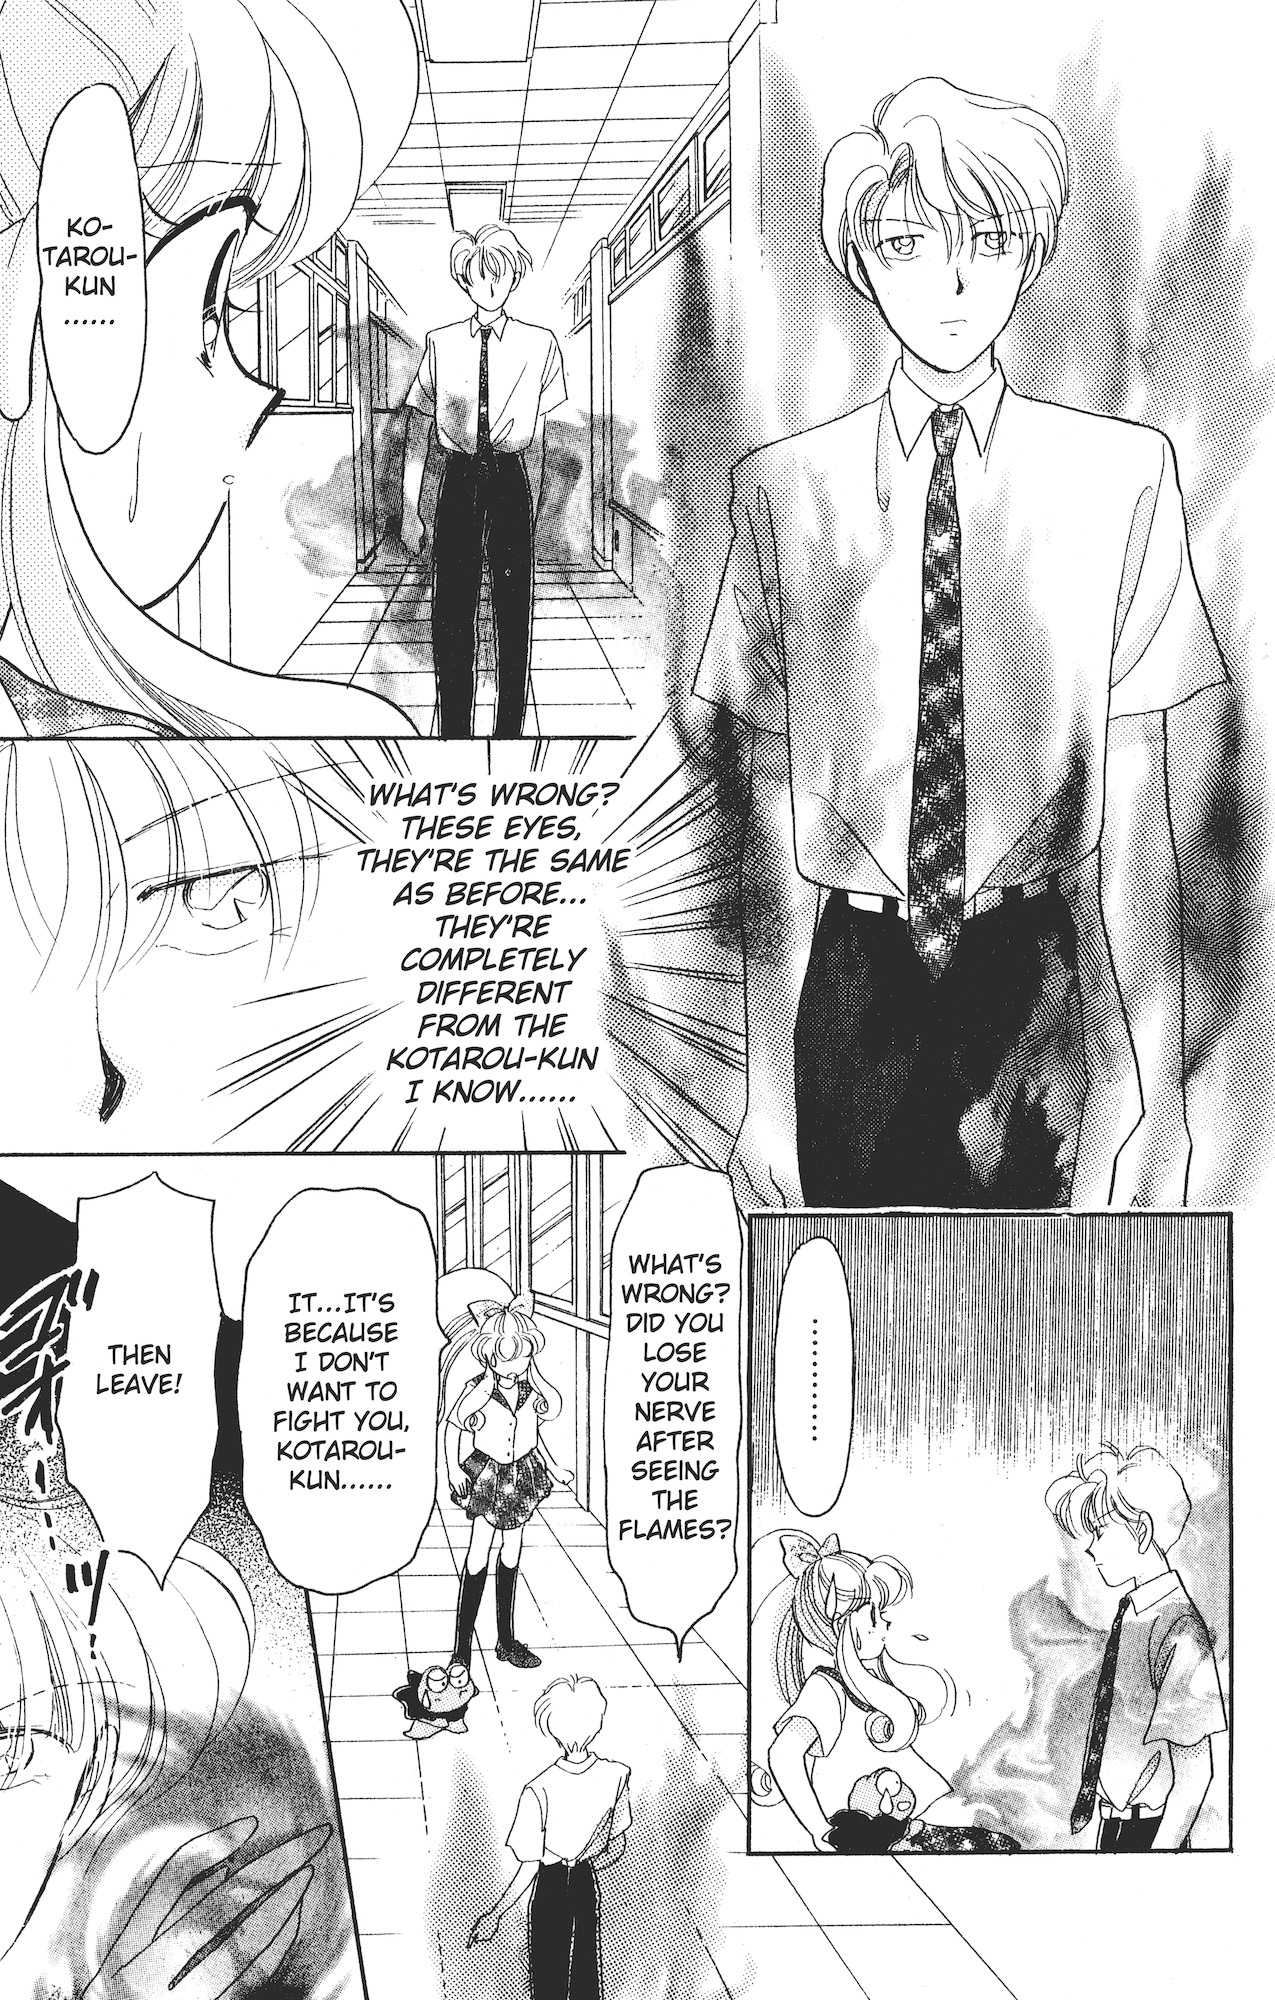 KO-
TAROU-
KUN
......
WHAT'S WRONG?
THESE EYES,
THEY'RE THE SAME
AS BEFORE...
THEY'RE
COMPLETELY
DIFFERENT
FROM THE
KOTAROU-KUN
I KNOW......
.........
WHAT'S
WRONG?
DID YOU
LOSE
YOUR
NERVE
AFTER
SEEING
THE
FLAMES?
IT...IT'S
BECAUSE
I DON'T
WANT TO
FIGHT YOU,
KOTAROU-
KUN......
THEN
LEAVE!